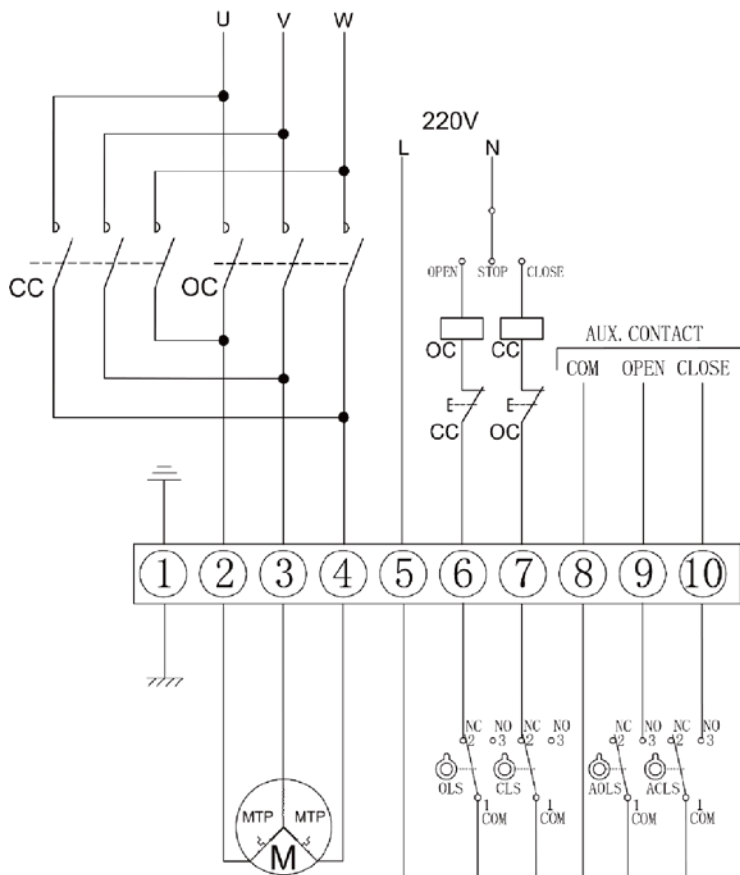 U V W
220V
L N
OPEN STOP CLOSE
CC OC
OC CC
AUX. CONTACT
COM OPEN CLOSE
CC OC
1 2 3 4 5 6 7 8 9 10
NC NO NC NO NC NO NC NO
2 3 2 3 2 3 2 3
OLS CLS AOLS ACLS
1 1 1 1
COM COM COM COM
MTP MTP
M